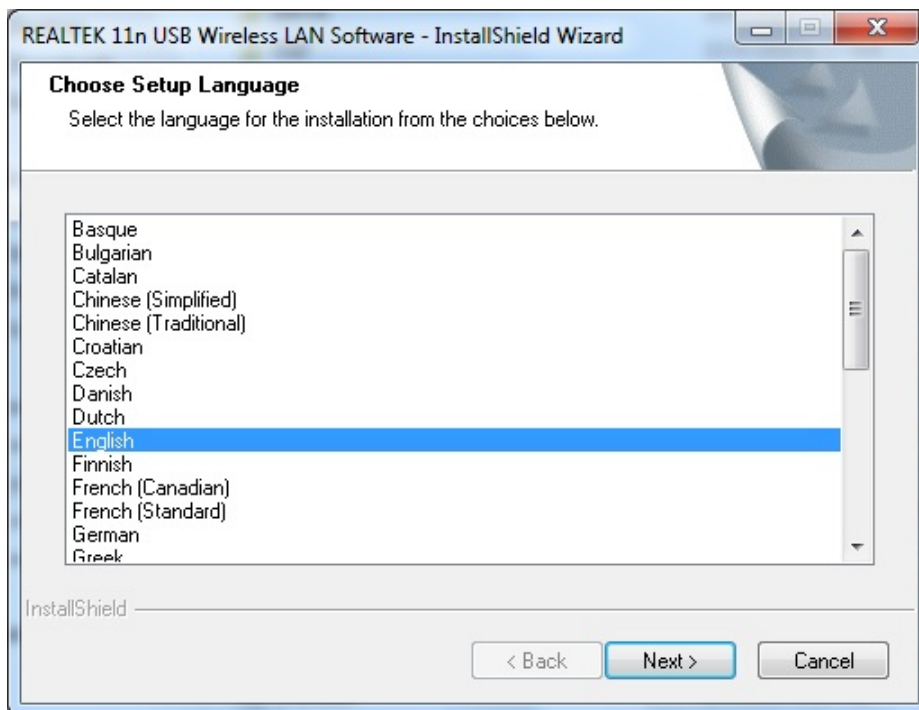 REALTEK 11n USB Wireless LAN Software - InstallShield Wizard
Choose Setup Language
Select the language for the installation from the choices below.
Basque
Bulgarian
Catalan
Chinese (Simplified)
Chinese (Traditional)
Croatian
Czech
Danish
Dutch
English
Finnish
French (Canadian)
French (Standard)
German
Greek
InstallShield
< Back Next > Cancel